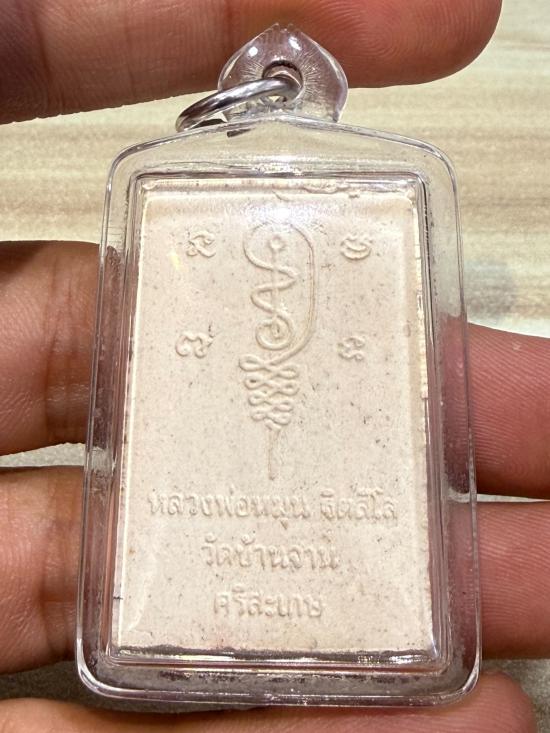 หลวงพ่อหมุน ฐิตสีโล
วัดบ้านจาน
ศรีสะเกษ